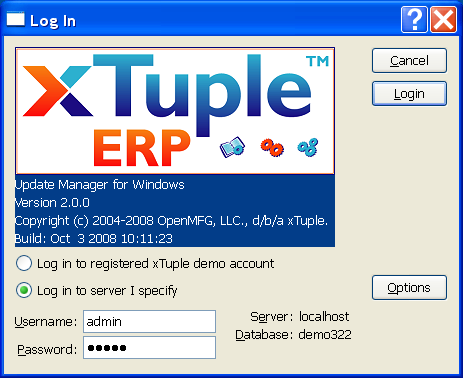 Log In
xTuple™
ERP
Cancel
Login
Update Manager for Windows
Version 2.0.0
Copyright (c) 2004-2008 OpenMFG, LLC., d/b/a xTuple.
Build: Oct  3 2008 10:11:23
Log in to registered xTuple demo account
Log in to server I specify
Options
Username: admin
Server: localhost
Password: •••••
Database: demo322